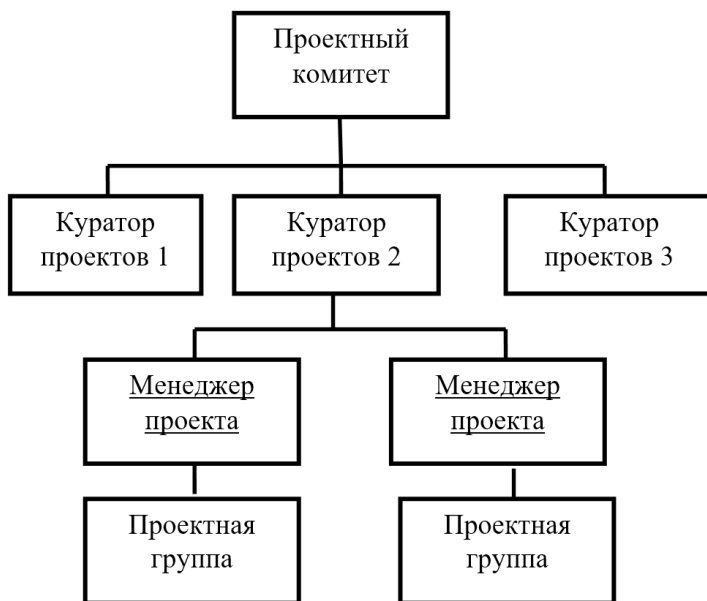 Проектный
комитет
Куратор
проектов 1
Куратор
проектов 2
Куратор
проектов 3
Менеджер
проекта
Менеджер
проекта
Проектная
группа
Проектная
группа